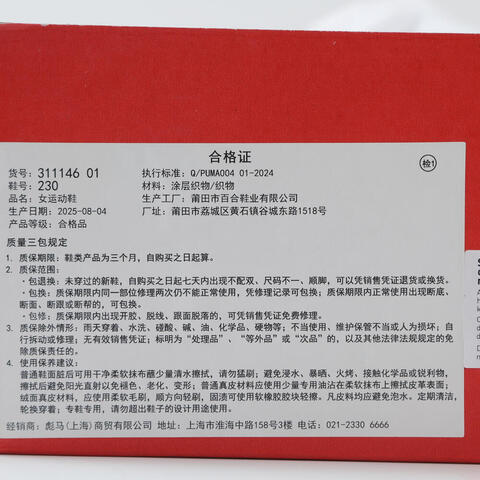 合格证
检1
货号: 311146 01
执行标准: Q/PUMA004 01-2024
鞋号: 230
材料: 涂层织物/织物
品名: 女运动鞋
生产工厂: 莆田市百合鞋业有限公司
生产日期: 2025-08-04
厂址: 莆田市荔城区黄石镇谷城东路1518号
产品等级: 合格品
质量三包规定
1. 质保期限: 鞋类产品为三个月, 自购买之日起算。
2. 质保范围:
·包退换: 未穿过的新鞋, 自购买之日起七天内出现不配双、尺码不一、顺脚, 可以凭销售凭证退货或换货。
·包换: 质保期限内同一部位修理两次仍不能正常使用, 凭修理记录可包换; 质保期限内正常使用出现断底、
断面、断跟或断帮的, 可包换。
·包修: 质保期限内出现开胶、脱线、跟面脱落的, 可凭销售凭证免费修理。
3. 质保除外情形: 雨天穿着、水洗、碰酸、碱、油、化学品、硬物等; 不当使用、维护保管不当或人为损坏; 自
行拆动或修理; 无有效销售凭证; 标明为“处理品”、“等外品”或“次品”的, 以及其他法律法规规定的
免除质保责任的。
4. 使用保养建议:
普通鞋面脏后可用干净柔软抹布蘸少量清水擦拭, 请勿猛刷; 避免浸水、暴晒、火烤、接触化学品或锐利物,
擦拭后避免阳光直射以免褪色、老化、变形; 普通真皮材料应使用少量专用油沾在柔软抹布上擦拭皮革表面;
绒面真皮材料, 应使用柔软毛刷, 顺方向轻刷, 固渍可使软橡胶胶块轻擦。凡皮料均应避免泡水。定期清洁,
轮换穿着; 专鞋专用, 请勿超出鞋子的设计用途使用。
经销商: 彪马(上海)商贸有限公司 地址: 上海市淮海中路158号3楼 电话: 021-2330 6666